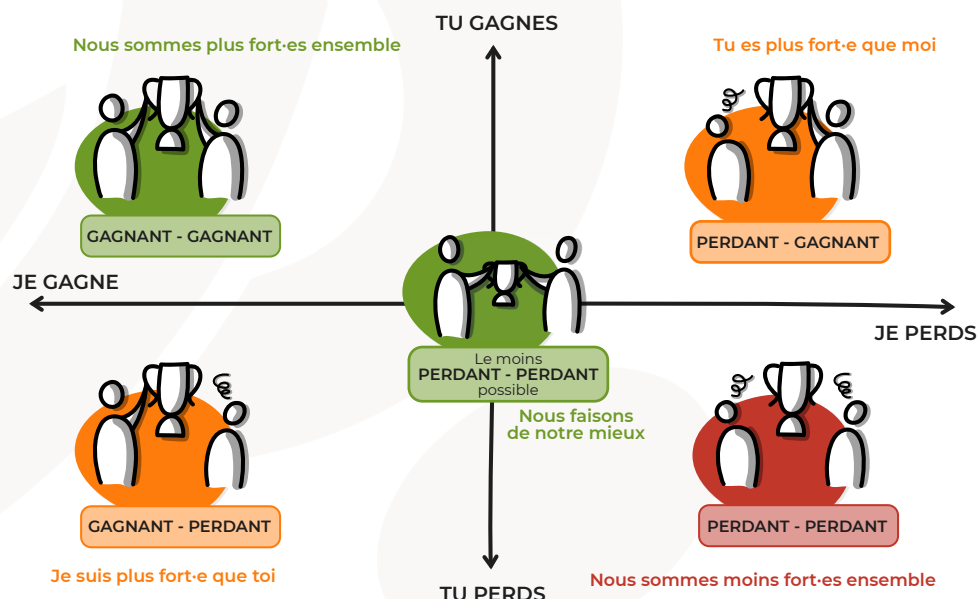 TU GAGNES
Nous sommes plus fort·es ensemble
Tu es plus fort·e que moi
GAGNANT - GAGNANT
PERDANT - GAGNANT
JE GAGNE
JE PERDS
Le moins
PERDANT - PERDANT
possible
Nous faisons
de notre mieux
GAGNANT - PERDANT
PERDANT - PERDANT
Je suis plus fort·e que toi
Nous sommes moins fort·es ensemble
TU PERDS